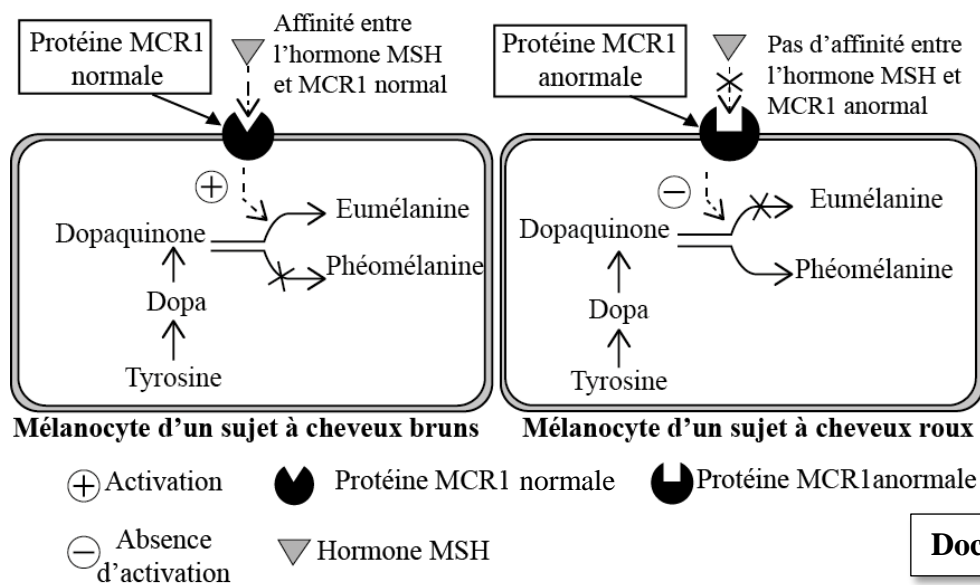 Protéine MCR1
normale
Affinité entre
l'hormone MSH
et MCR1 normal
Eumélanine
Dopaquinone
Phéomélanine
Dopa
Tyrosine
Mélanocyte d'un sujet à cheveux bruns
Protéine MCR1
anormale
Pas d'affinité entre
l'hormone MSH et
MCR1 anormal
Eumélanine
Dopaquinone
Phéomélanine
Dopa
Tyrosine
Mélanocyte d'un sujet à cheveux roux
+ Activation
Protéine MCR1 normale
Protéine MCR1anormale
− Absence
d'activation
Hormone MSH
Doc